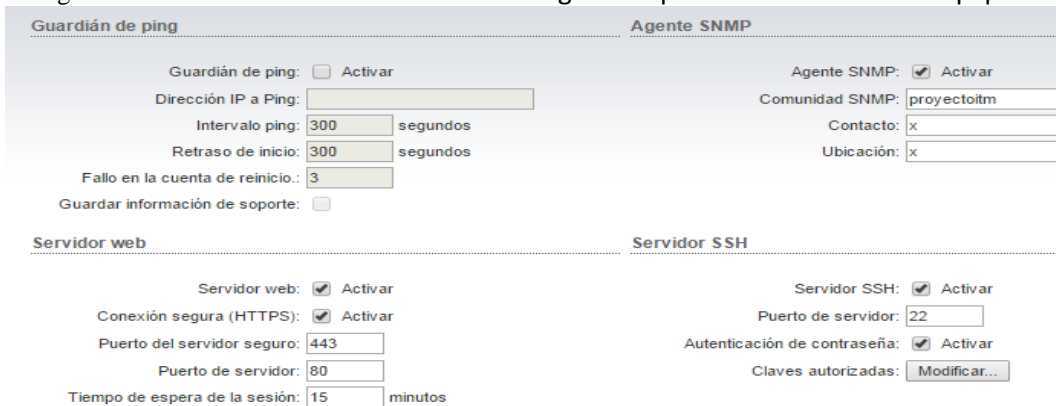 Guardián de ping
Guardián de ping: Activar
Dirección IP a Ping:
Intervalo ping: 300 segundos
Retraso de inicio: 300 segundos
Fallo en la cuenta de reinicio.: 3
Guardar información de soporte:
Agente SNMP
Agente SNMP: Activar
Comunidad SNMP: proyectoitm
Contacto: x
Ubicación: x
Servidor web
Servidor web: Activar
Conexión segura (HTTPS): Activar
Puerto del servidor seguro: 443
Puerto de servidor: 80
Tiempo de espera de la sesión: 15 minutos
Servidor SSH
Servidor SSH: Activar
Puerto de servidor: 22
Autenticación de contraseña: Activar
Claves autorizadas: Modificar...